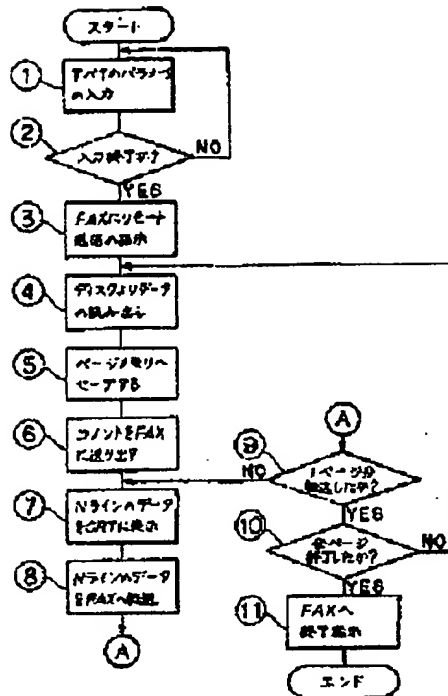 スタート
①
すべてのパラメータ
の入力
②
入力終了か?
NO
YES
③
FAXにリモート
送信の指示
④
ディスクよりデータ
の読み出し
⑤
ページメモリへ
セーブする
⑥
コメントをFAX
に送り出す
⑦
Nラインのデータ
をCRTに表示
⑧
Nラインのデータ
をFAXへ転送
A
A
⑨
1ページ分
転送したか?
NO
YES
⑩
全ページ
終了したか?
NO
YES
⑪
FAXへ
終了指示
エンド